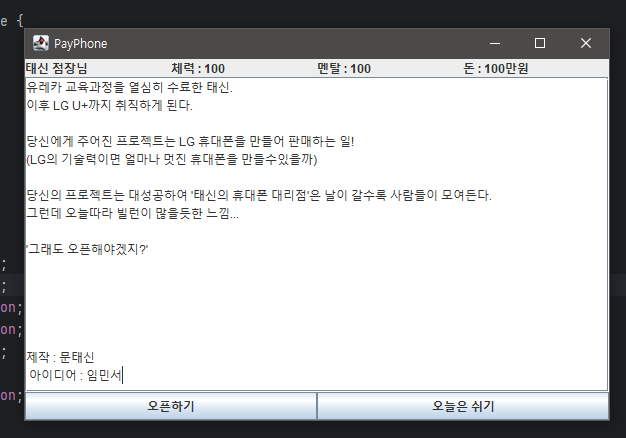 e {
PayPhone
태신 점장님 체력 : 100 멘탈 : 100 돈 : 100만원
유레카 교육과정을 열심히 수료한 태신.
이후 LG U+까지 취직하게 된다.
당신에게 주어진 프로젝트는 LG 휴대폰을 만들어 판매하는 일!
(LG의 기술력이면 얼마나 멋진 휴대폰을 만들수있을까)
당신의 프로젝트는 대성공하여 '태신의 휴대폰 대리점'은 날이 갈수록 사람들이 모여든다.
그런데 오늘따라 빌런이 많을듯한 느낌...
'그래도 오픈해야겠지?'
;
;
on;
on;
;
제작 : 문태신
아이디어 : 임민서
on;
오픈하기 오늘은 쉬기